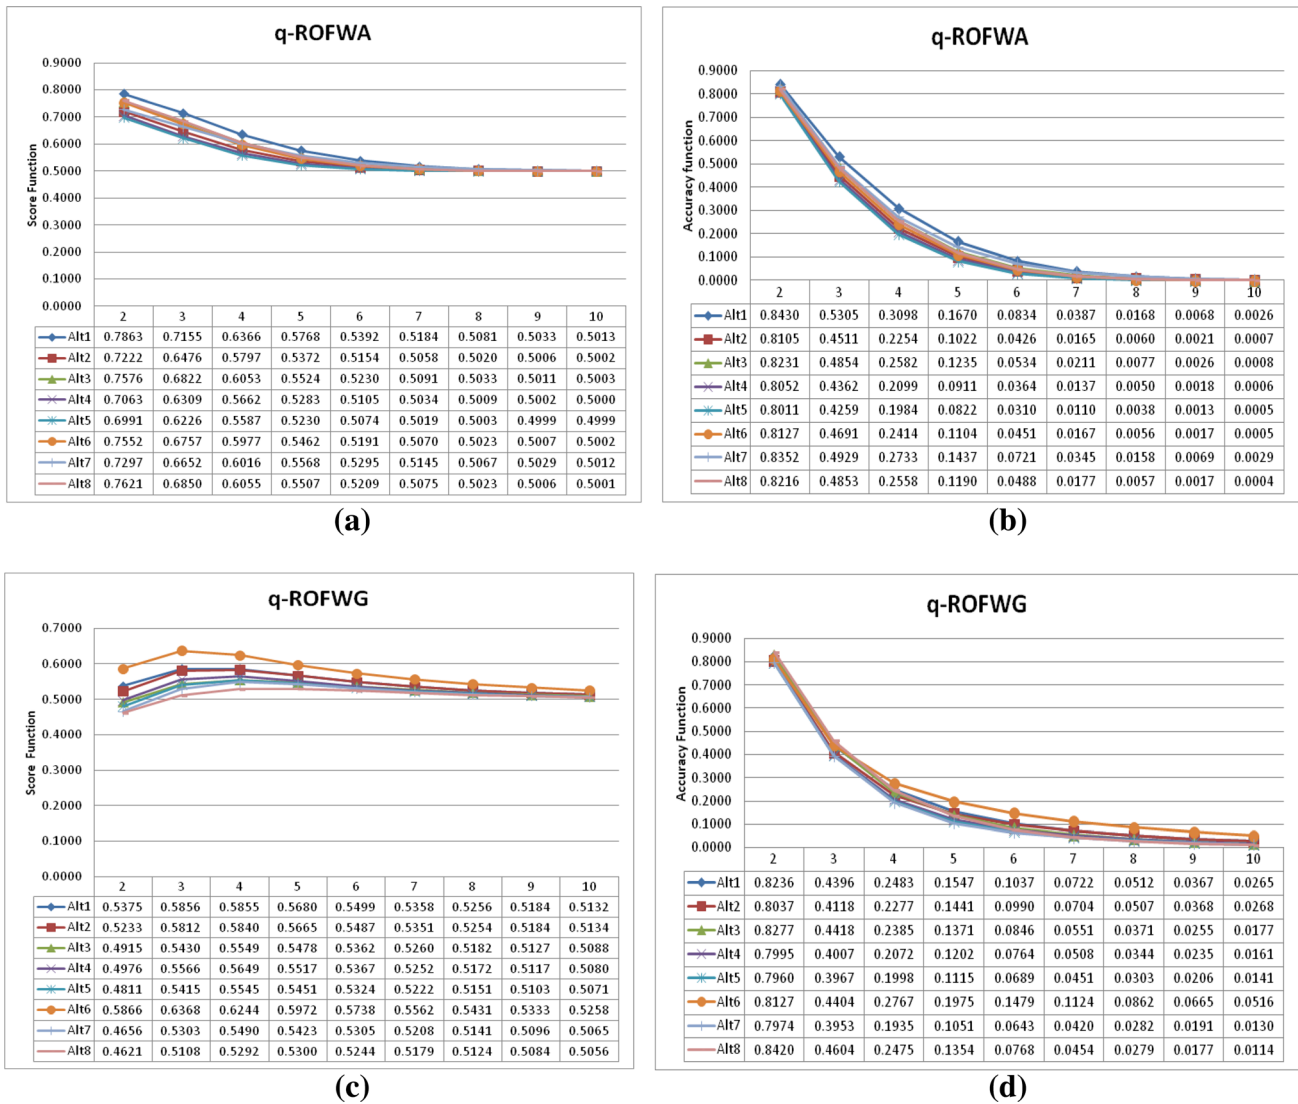 q-ROFWA
Score Function
0.9000
0.8000
0.7000
0.6000
0.5000
0.4000
0.3000
0.2000
0.1000
0.0000
2 3 4 5 6 7 8 9 10
Alt1 0.7863 0.7155 0.6366 0.5768 0.5392 0.5184 0.5081 0.5033 0.5013
Alt2 0.7222 0.6476 0.5797 0.5372 0.5154 0.5058 0.5020 0.5006 0.5002
Alt3 0.7576 0.6822 0.6053 0.5524 0.5230 0.5091 0.5033 0.5011 0.5003
Alt4 0.7063 0.6309 0.5662 0.5283 0.5105 0.5034 0.5009 0.5002 0.5000
Alt5 0.6991 0.6226 0.5587 0.5230 0.5074 0.5019 0.5003 0.4999 0.4999
Alt6 0.7552 0.6757 0.5977 0.5462 0.5191 0.5070 0.5023 0.5007 0.5002
Alt7 0.7297 0.6652 0.6016 0.5568 0.5295 0.5145 0.5067 0.5029 0.5012
Alt8 0.7621 0.6850 0.6055 0.5507 0.5209 0.5075 0.5023 0.5006 0.5001
(a)
q-ROFWA
Accuracy function
0.9000
0.8000
0.7000
0.6000
0.5000
0.4000
0.3000
0.2000
0.1000
0.0000
2 3 4 5 6 7 8 9 10
Alt1 0.8430 0.5305 0.3098 0.1670 0.0834 0.0387 0.0168 0.0068 0.0026
Alt2 0.8105 0.4511 0.2254 0.1022 0.0426 0.0165 0.0060 0.0021 0.0007
Alt3 0.8231 0.4854 0.2582 0.1235 0.0534 0.0211 0.0077 0.0026 0.0008
Alt4 0.8052 0.4362 0.2099 0.0911 0.0364 0.0137 0.0050 0.0018 0.0006
Alt5 0.8011 0.4259 0.1984 0.0822 0.0310 0.0110 0.0038 0.0013 0.0005
Alt6 0.8127 0.4691 0.2414 0.1104 0.0451 0.0167 0.0056 0.0017 0.0005
Alt7 0.8352 0.4929 0.2733 0.1437 0.0721 0.0345 0.0158 0.0069 0.0029
Alt8 0.8216 0.4853 0.2558 0.1190 0.0488 0.0177 0.0057 0.0017 0.0004
(b)
q-ROFWG
Score Function
0.7000
0.6000
0.5000
0.4000
0.3000
0.2000
0.1000
0.0000
2 3 4 5 6 7 8 9 10
Alt1 0.5375 0.5856 0.5855 0.5680 0.5499 0.5358 0.5256 0.5184 0.5132
Alt2 0.5233 0.5812 0.5840 0.5665 0.5487 0.5351 0.5254 0.5184 0.5134
Alt3 0.4915 0.5430 0.5549 0.5478 0.5362 0.5260 0.5182 0.5127 0.5088
Alt4 0.4976 0.5566 0.5649 0.5517 0.5367 0.5252 0.5172 0.5117 0.5080
Alt5 0.4811 0.5415 0.5545 0.5451 0.5324 0.5222 0.5151 0.5103 0.5071
Alt6 0.5866 0.6368 0.6244 0.5972 0.5738 0.5562 0.5431 0.5333 0.5258
Alt7 0.4656 0.5303 0.5490 0.5423 0.5305 0.5208 0.5141 0.5096 0.5065
Alt8 0.4621 0.5108 0.5292 0.5300 0.5244 0.5179 0.5124 0.5084 0.5056
(c)
q-ROFWG
Accuracy Function
0.9000
0.8000
0.7000
0.6000
0.5000
0.4000
0.3000
0.2000
0.1000
0.0000
2 3 4 5 6 7 8 9 10
Alt1 0.8236 0.4396 0.2483 0.1547 0.1037 0.0722 0.0512 0.0367 0.0265
Alt2 0.8037 0.4118 0.2277 0.1441 0.0990 0.0704 0.0507 0.0368 0.0268
Alt3 0.8277 0.4418 0.2385 0.1371 0.0846 0.0551 0.0371 0.0255 0.0177
Alt4 0.7995 0.4007 0.2072 0.1202 0.0764 0.0508 0.0344 0.0235 0.0161
Alt5 0.7960 0.3967 0.1998 0.1115 0.0689 0.0451 0.0303 0.0206 0.0141
Alt6 0.8127 0.4404 0.2767 0.1975 0.1479 0.1124 0.0862 0.0665 0.0516
Alt7 0.7974 0.3953 0.1935 0.1051 0.0643 0.0420 0.0282 0.0191 0.0130
Alt8 0.8420 0.4604 0.2475 0.1354 0.0768 0.0454 0.0279 0.0177 0.0114
(d)